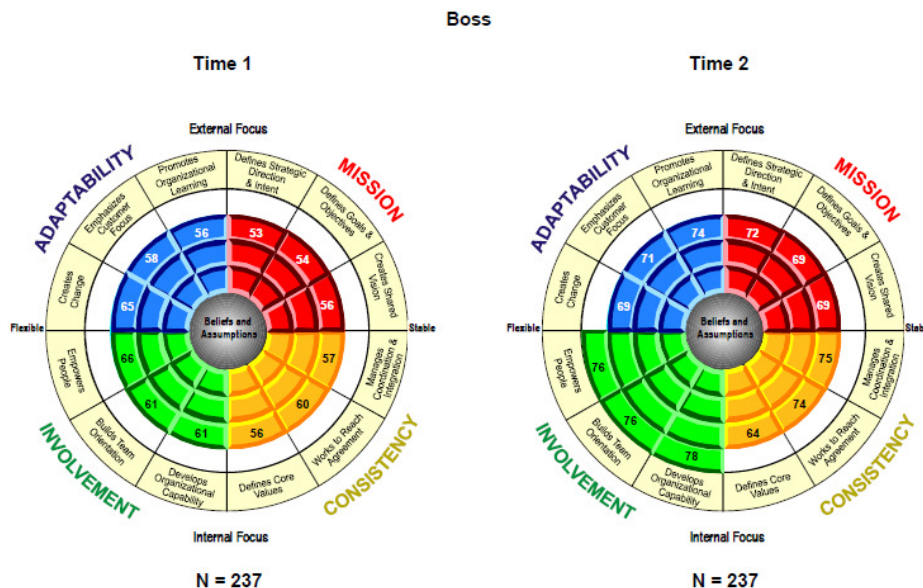 Boss
Time 1
Time 2
External Focus
ADAPTABILITY
MISSION
Promotes
Organizational
Learning
Defines Strategic
Direction
& Intent
Emphasizes
Customer
Focus
Defines Goals &
Objectives
Creates
Change
Creates Shared
Vision
56
53
58
54
65
56
Flexible
Beliefs and
Assumptions
Stable
66
57
61
60
61
56
Empowers
People
Manages
Coordination &
Integration
Builds Team
Orientation
Works to Reach
Agreement
Develops
Organizational
Capability
Defines Core
Values
INVOLVEMENT
CONSISTENCY
Internal Focus
N = 237
External Focus
ADAPTABILITY
MISSION
Promotes
Organizational
Learning
Defines Strategic
Direction
& Intent
Emphasizes
Customer
Focus
Defines Goals &
Objectives
Creates
Change
Creates Shared
Vision
74
72
71
69
69
69
Flexible
Beliefs and
Assumptions
Stab
76
75
76
74
78
64
Empowers
People
Manages
Coordination &
Integration
Builds Team
Orientation
Works to Reach
Agreement
Develops
Organizational
Capability
Defines Core
Values
INVOLVEMENT
CONSISTENCY
Internal Focus
N = 237